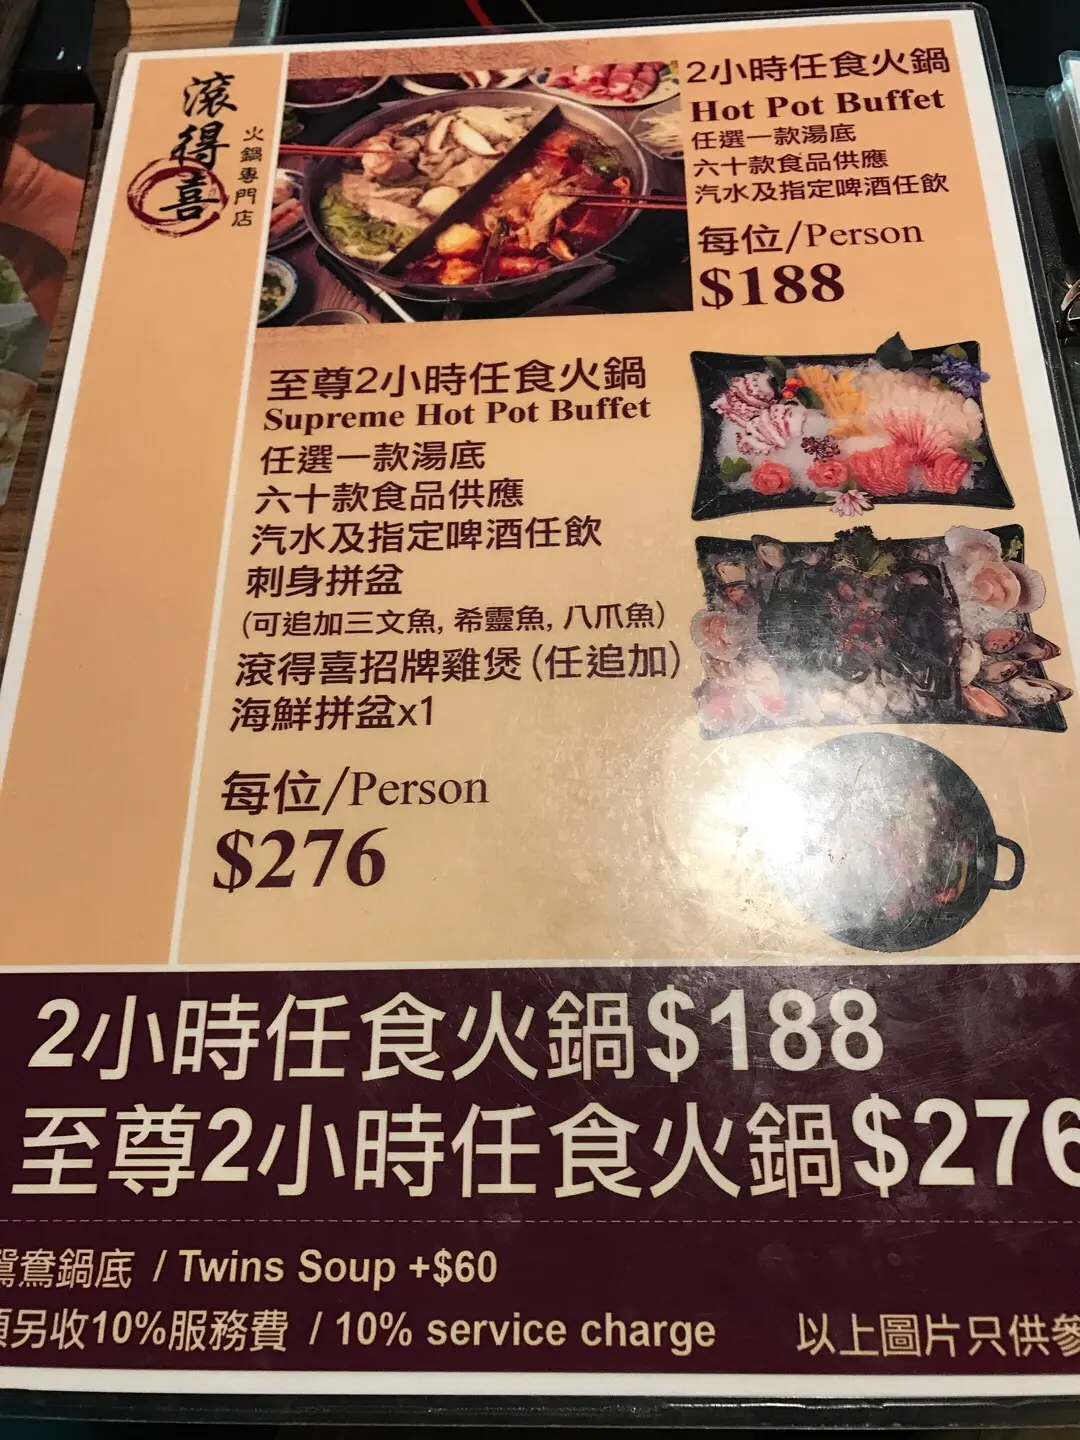 滾得喜
火鍋專門店
2小時任食火鍋
Hot Pot Buffet
任選一款湯底
六十款食品供應
汽水及指定啤酒任飲
每位/Person
$188
至尊2小時任食火鍋
Supreme Hot Pot Buffet
任選一款湯底
六十款食品供應
汽水及指定啤酒任飲
刺身拼盆
(可追加三文魚, 希靈魚, 八爪魚)
滾得喜招牌雞煲 (任追加)
海鮮拼盆x1
每位/Person
$276
2小時任食火鍋$188
至尊2小時任食火鍋$276
鴛鴦鍋底 / Twins Soup +$60
另收10%服務費 / 10% service charge
以上圖片只供參